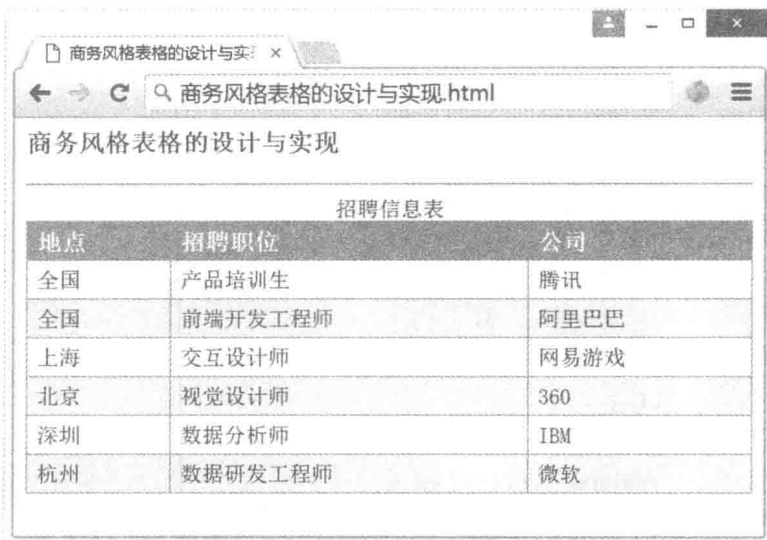 商务风格表格的设计与实
商务风格表格的设计与实现.html
商务风格表格的设计与实现
招聘信息表
地点 招聘职位 公司
全国 产品培训生 腾讯
全国 前端开发工程师 阿里巴巴
上海 交互设计师 网易游戏
北京 视觉设计师 360
深圳 数据分析师 IBM
杭州 数据研发工程师 微软